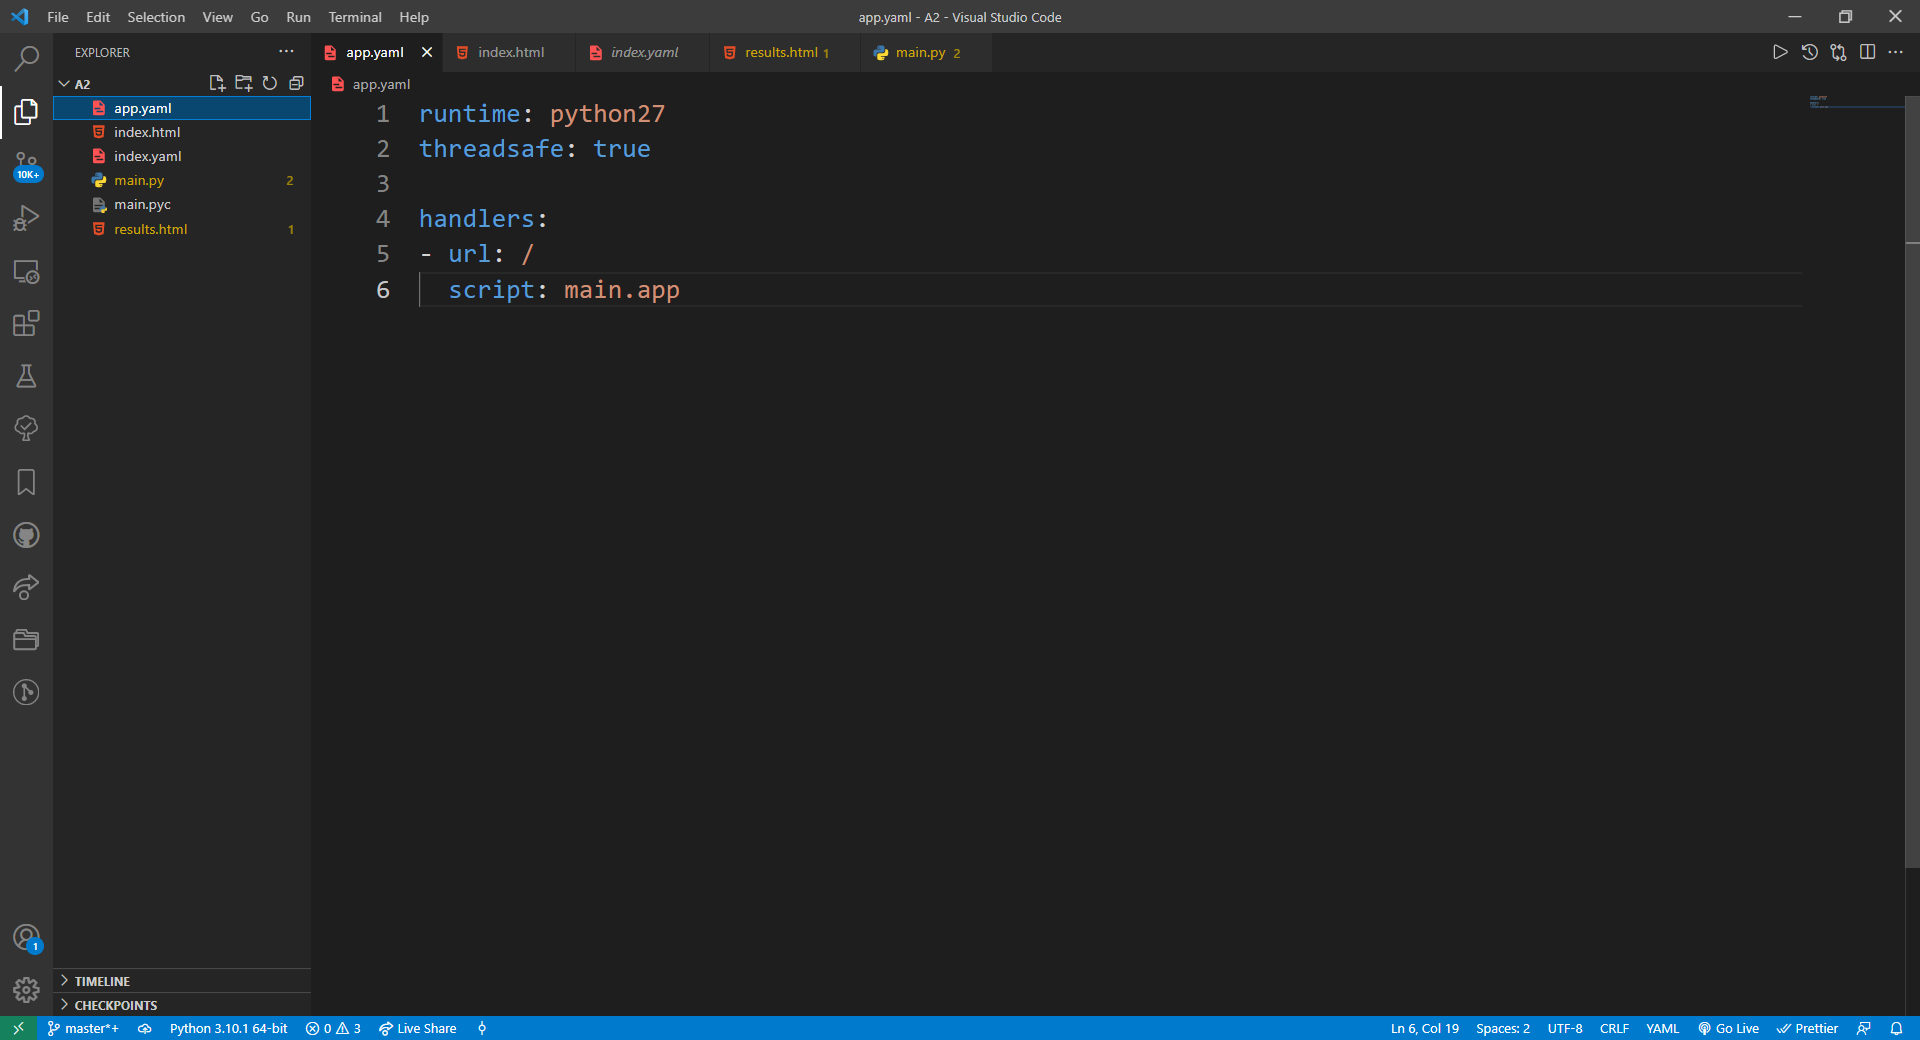 File Edit Selection View Go Run Terminal Help
app.yaml - A2 - Visual Studio Code
EXPLORER
app.yaml
index.html
index.yaml
results.html 1
main.py 2
A2
app.yaml
app.yaml
index.html
index.yaml
main.py 2
main.pyc
results.html 1
10K+
1 runtime: python27
2 threadsafe: true
3
4 handlers:
5 - url: /
6 script: main.app
1
TIMELINE
CHECKPOINTS
master*+ Python 3.10.1 64-bit 0 3 Live Share
Ln 6, Col 19 Spaces: 2 UTF-8 CRLF YAML Go Live Prettier